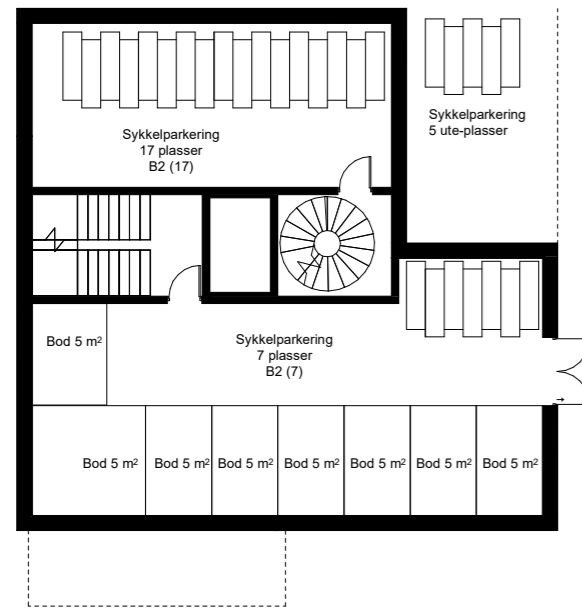 Sykkelparkering
5 ute-plasser
Sykkelparkering
17 plasser
B2 (17)
Bod 5 m²
Sykkelparkering
7 plasser
B2 (7)
Bod 5 m²
Bod 5 m²
Bod 5 m²
Bod 5 m²
Bod 5 m²
Bod 5 m²
Bod 5 m²